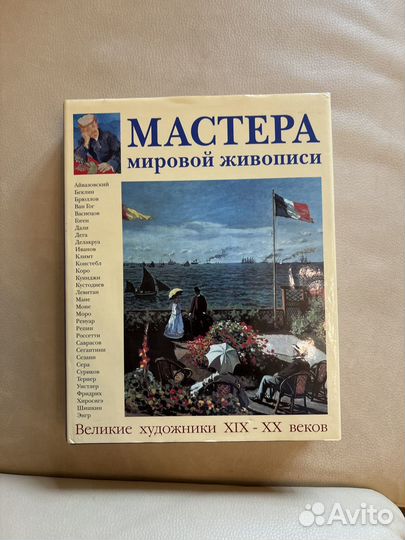 МАСТЕРА
мировой живописи
Айвазовский
Беклин
Брюллов
Ван Гог
Васнецов
Гоген
Дали
Дега
Делакруа
Иванов
Климт
Констебл
Коро
Куинджи
Кустодиев
Левитан
Мане
Моне
Моро
Ренуар
Репин
Россетти
Саврасов
Сегантини
Сезанн
Сера
Суриков
Тернер
Уистлер
Фридрих
Хиросигэ
Шишкин
Энгр
Великие художники XIX - XX веков
Avito